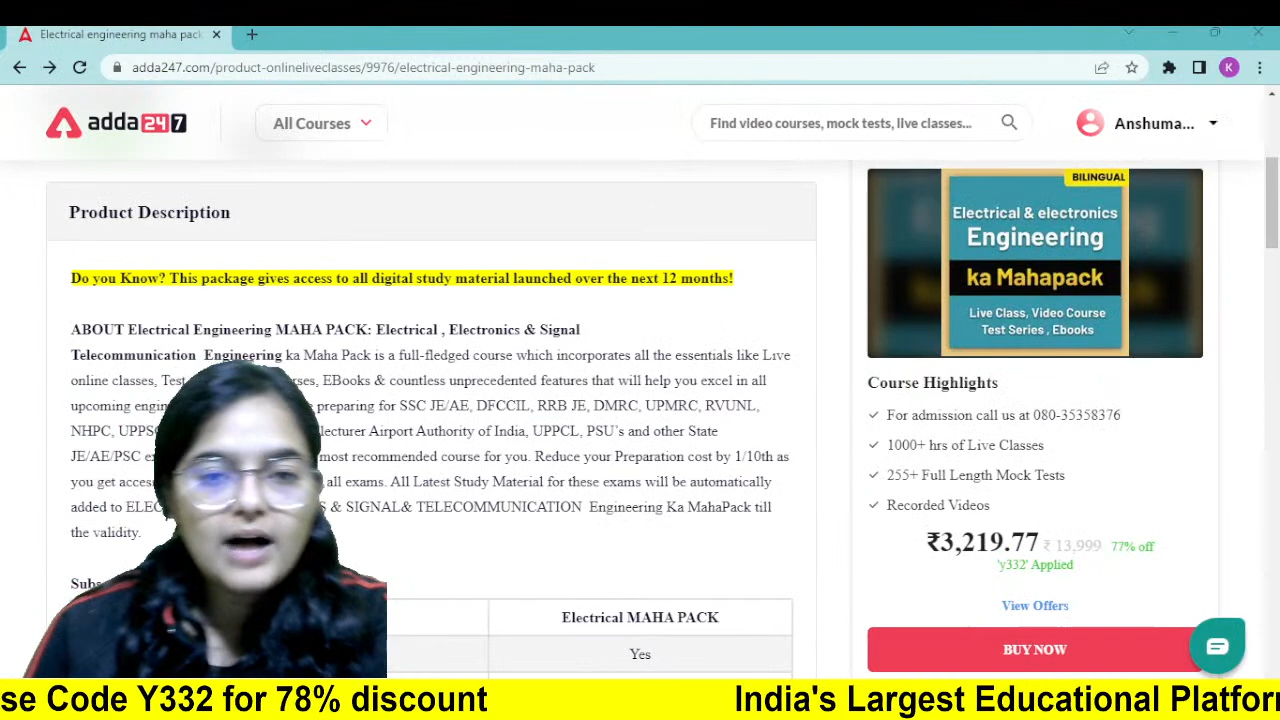 Electrical engineering maha pack
adda247.com/product-onlineliveclasses/9976/electrical-engineering-maha-pack
K
adda247
All Courses
Find video courses, mock tests, live classes...
Anshuma...
Product Description
Do you Know? This package gives access to all digital study material launched over the next 12 months!
ABOUT Electrical Engineering MAHA PACK: Electrical , Electronics & Signal
Telecommunication Engineering ka Maha Pack is a full-fledged course which incorporates all the essentials like Live
online classes, Test EBooks & countless unprecedented features that will help you excel in all
upcoming preparing for SSC JE/AE, DFCCIL, RRB JE, DMRC, UPMRC, RVUNL,
NHPC, lecturer Airport Authority of India, UPPCL, PSU's and other State
JE/AE/PSC most recommended course for you. Reduce your Preparation cost by 1/10th as
you get all exams. All Latest Study Material for these exams will be automatically
added to & SIGNAL& TELECOMMUNICATION Engineering Ka MahaPack till
the validity.
Electrical MAHA PACK
Yes
BILINGUAL
Electrical & electronics
Engineering
ka Mahapack
Live Class, Video Course
Test Series , Ebooks
Course Highlights
For admission call us at 080-35358376
1000+ hrs of Live Classes
255+ Full Length Mock Tests
Recorded Videos
₹3,219.77 ₹ 13,999 77% off
'y332' Applied
View Offers
BUY NOW
se Code Y332 for 78% discount India's Largest Educational Platfor